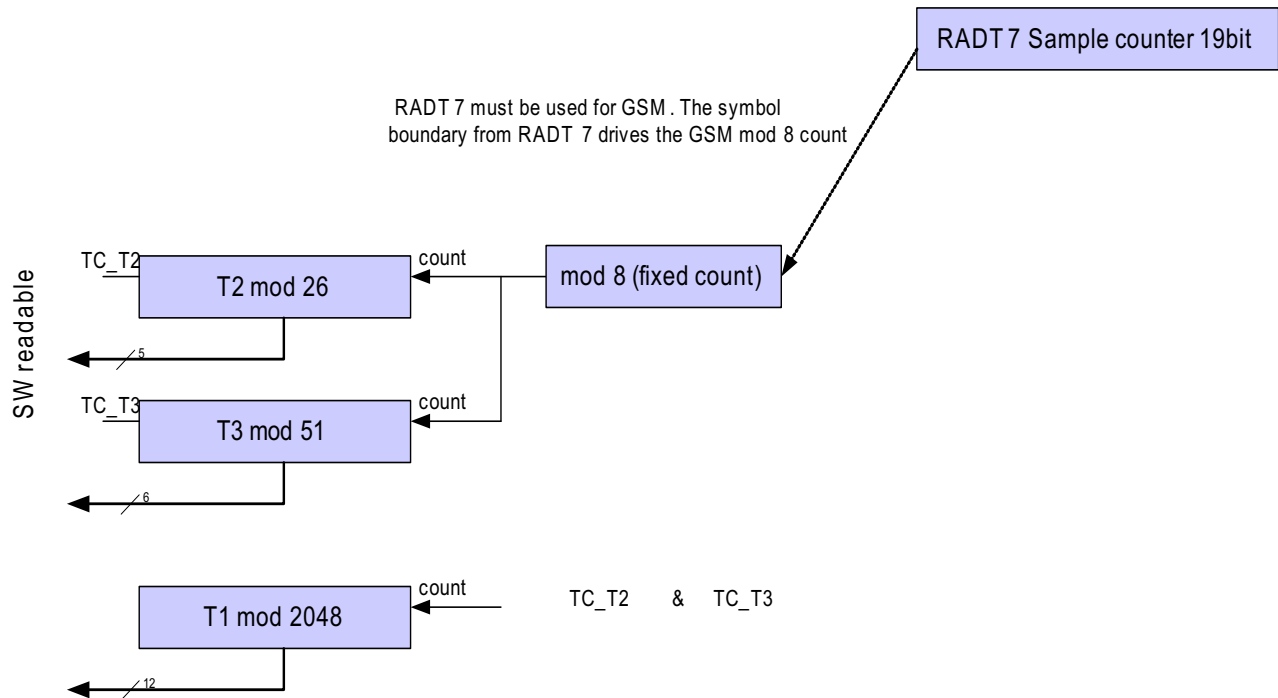 RADT 7 Sample counter 19bit
RADT 7 must be used for GSM . The symbol
boundary from RADT 7 drives the GSM mod 8 count
SW readable
TC_T2
T2 mod 26
count
mod 8 (fixed count)
5
TC_T3
T3 mod 51
count
6
T1 mod 2048
count
TC_T2 & TC_T3
12